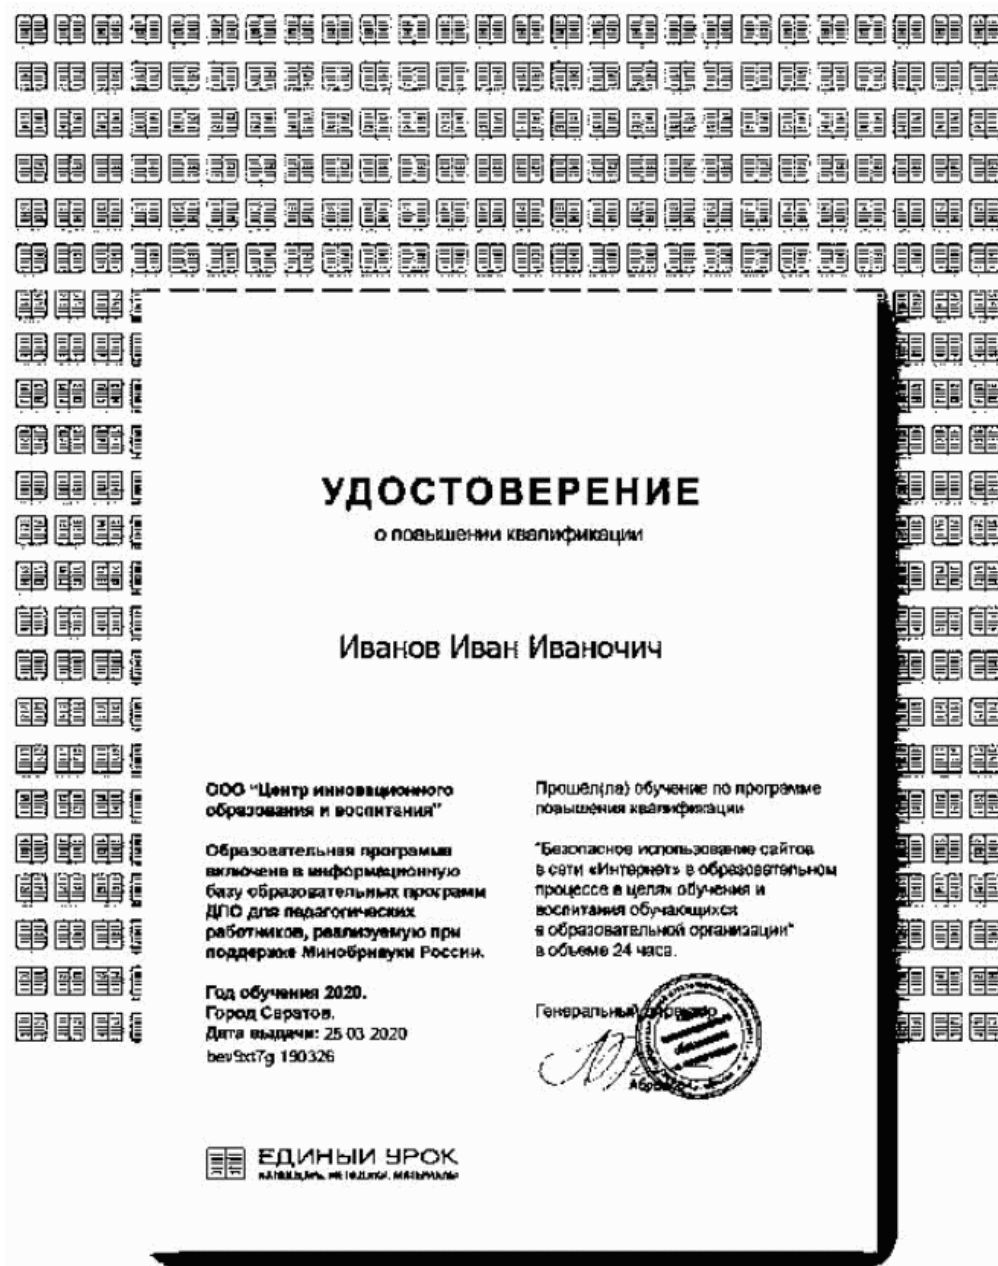 УДОСТОВЕРЕНИЕ
о повышении квалификации
Иванов Иван Иваночич
ООО "Центр инновационного
образования и воспитания"
Образовательная программа
включена в информационную
базу образовательных программ
ДПО для педагогических
работников, реализуемую при
поддержке Минобрнауки России.
Год обучения 2020.
Город Саратов.
Дата выдачи: 25 03 2020
bev9xt7g 190326
Прошёл(ла) обучение по программе
повышения квалификации
"Безопасное использование сайтов
в сети «Интернет» в образовательном
процессе в целях обучения и
воспитания обучающихся
в образовательной организации"
в объеме 24 часа.
Генеральный
ЕДИНЫЙ УРОК